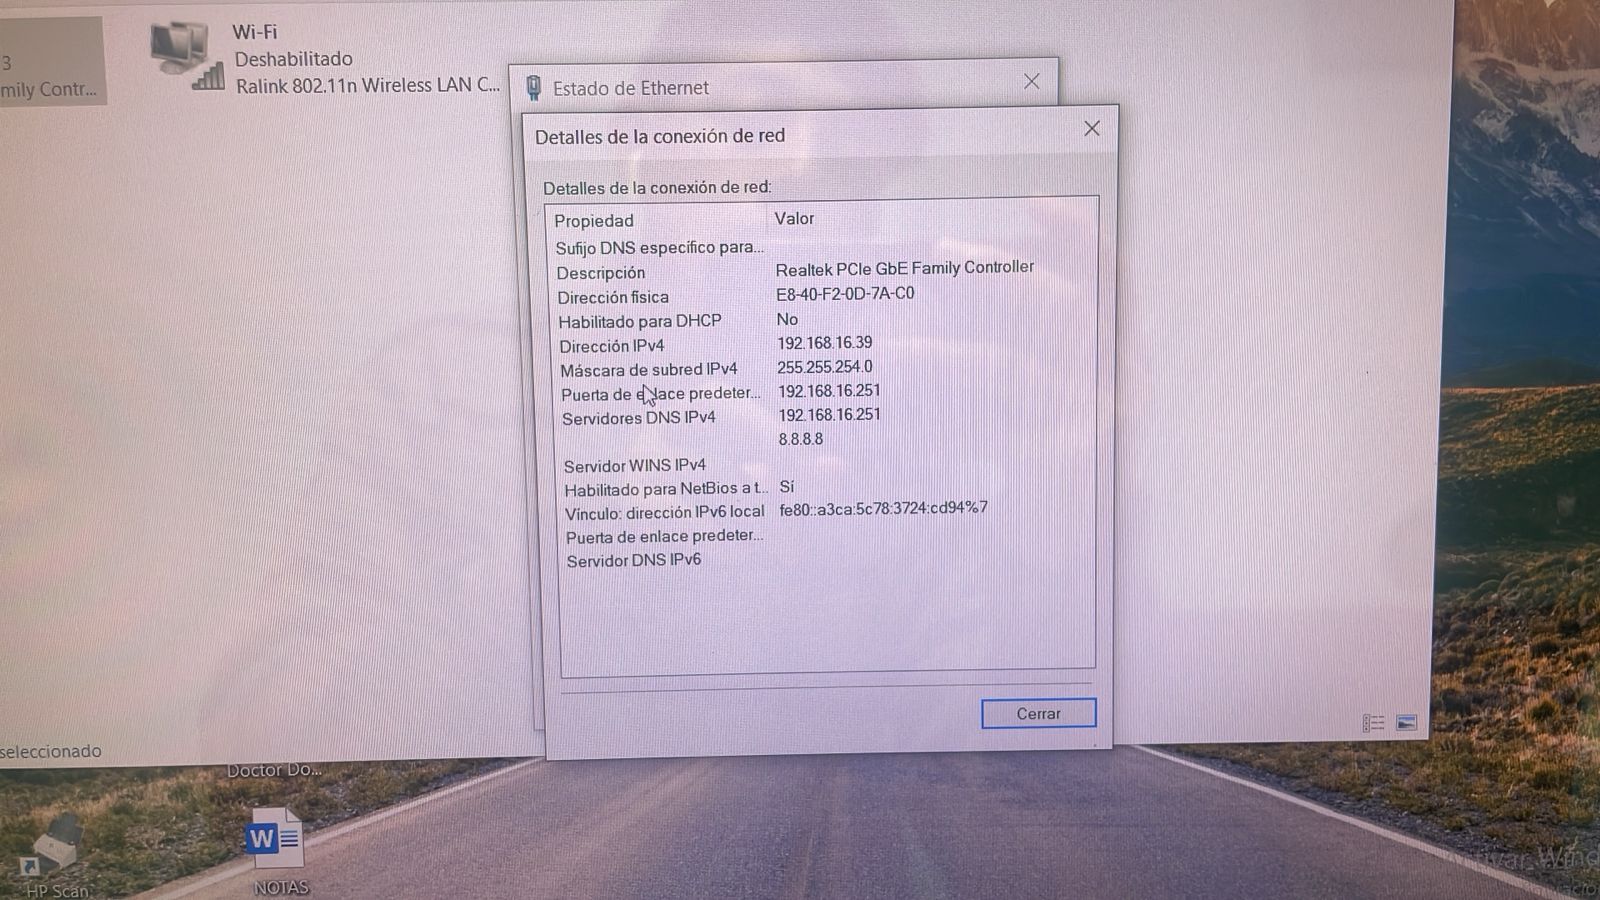 3
mily Contr...
Wi-Fi
Deshabilitado
Ralink 802.11n Wireless LAN C...
Estado de Ethernet
Detalles de la conexión de red
Detalles de la conexión de red:
Propiedad Valor
Sufijo DNS específico para...
Descripción Realtek PCIe GbE Family Controller
Dirección física E8-40-F2-0D-7A-C0
Habilitado para DHCP No
Dirección IPv4 192.168.16.39
Máscara de subred IPv4 255.255.254.0
Puerta de enlace predeter... 192.168.16.251
Servidores DNS IPv4 192.168.16.251
8.8.8.8
Servidor WINS IPv4
Habilitado para NetBios a t... Sí
Vínculo: dirección IPv6 local fe80::a3ca:5c78:3724:cd94%7
Puerta de enlace predeter...
Servidor DNS IPv6
Cerrar
seleccionado
Doctor Do...
W
HP Scan
NOTAS